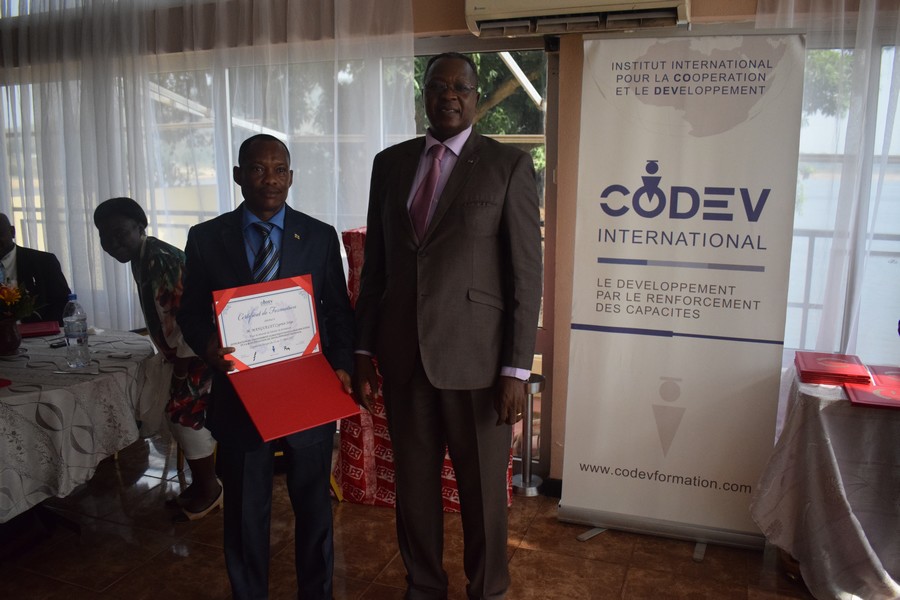 INSTITUT INTERNATIONAL
POUR LA COOPERATION
ET LE DEVELOPPEMENT
CODEV
INTERNATIONAL
LE DEVELOPPEMENT
PAR LE RENFORCEMENT
DES CAPACITES
www.codevformation.com
Certificat de Formation